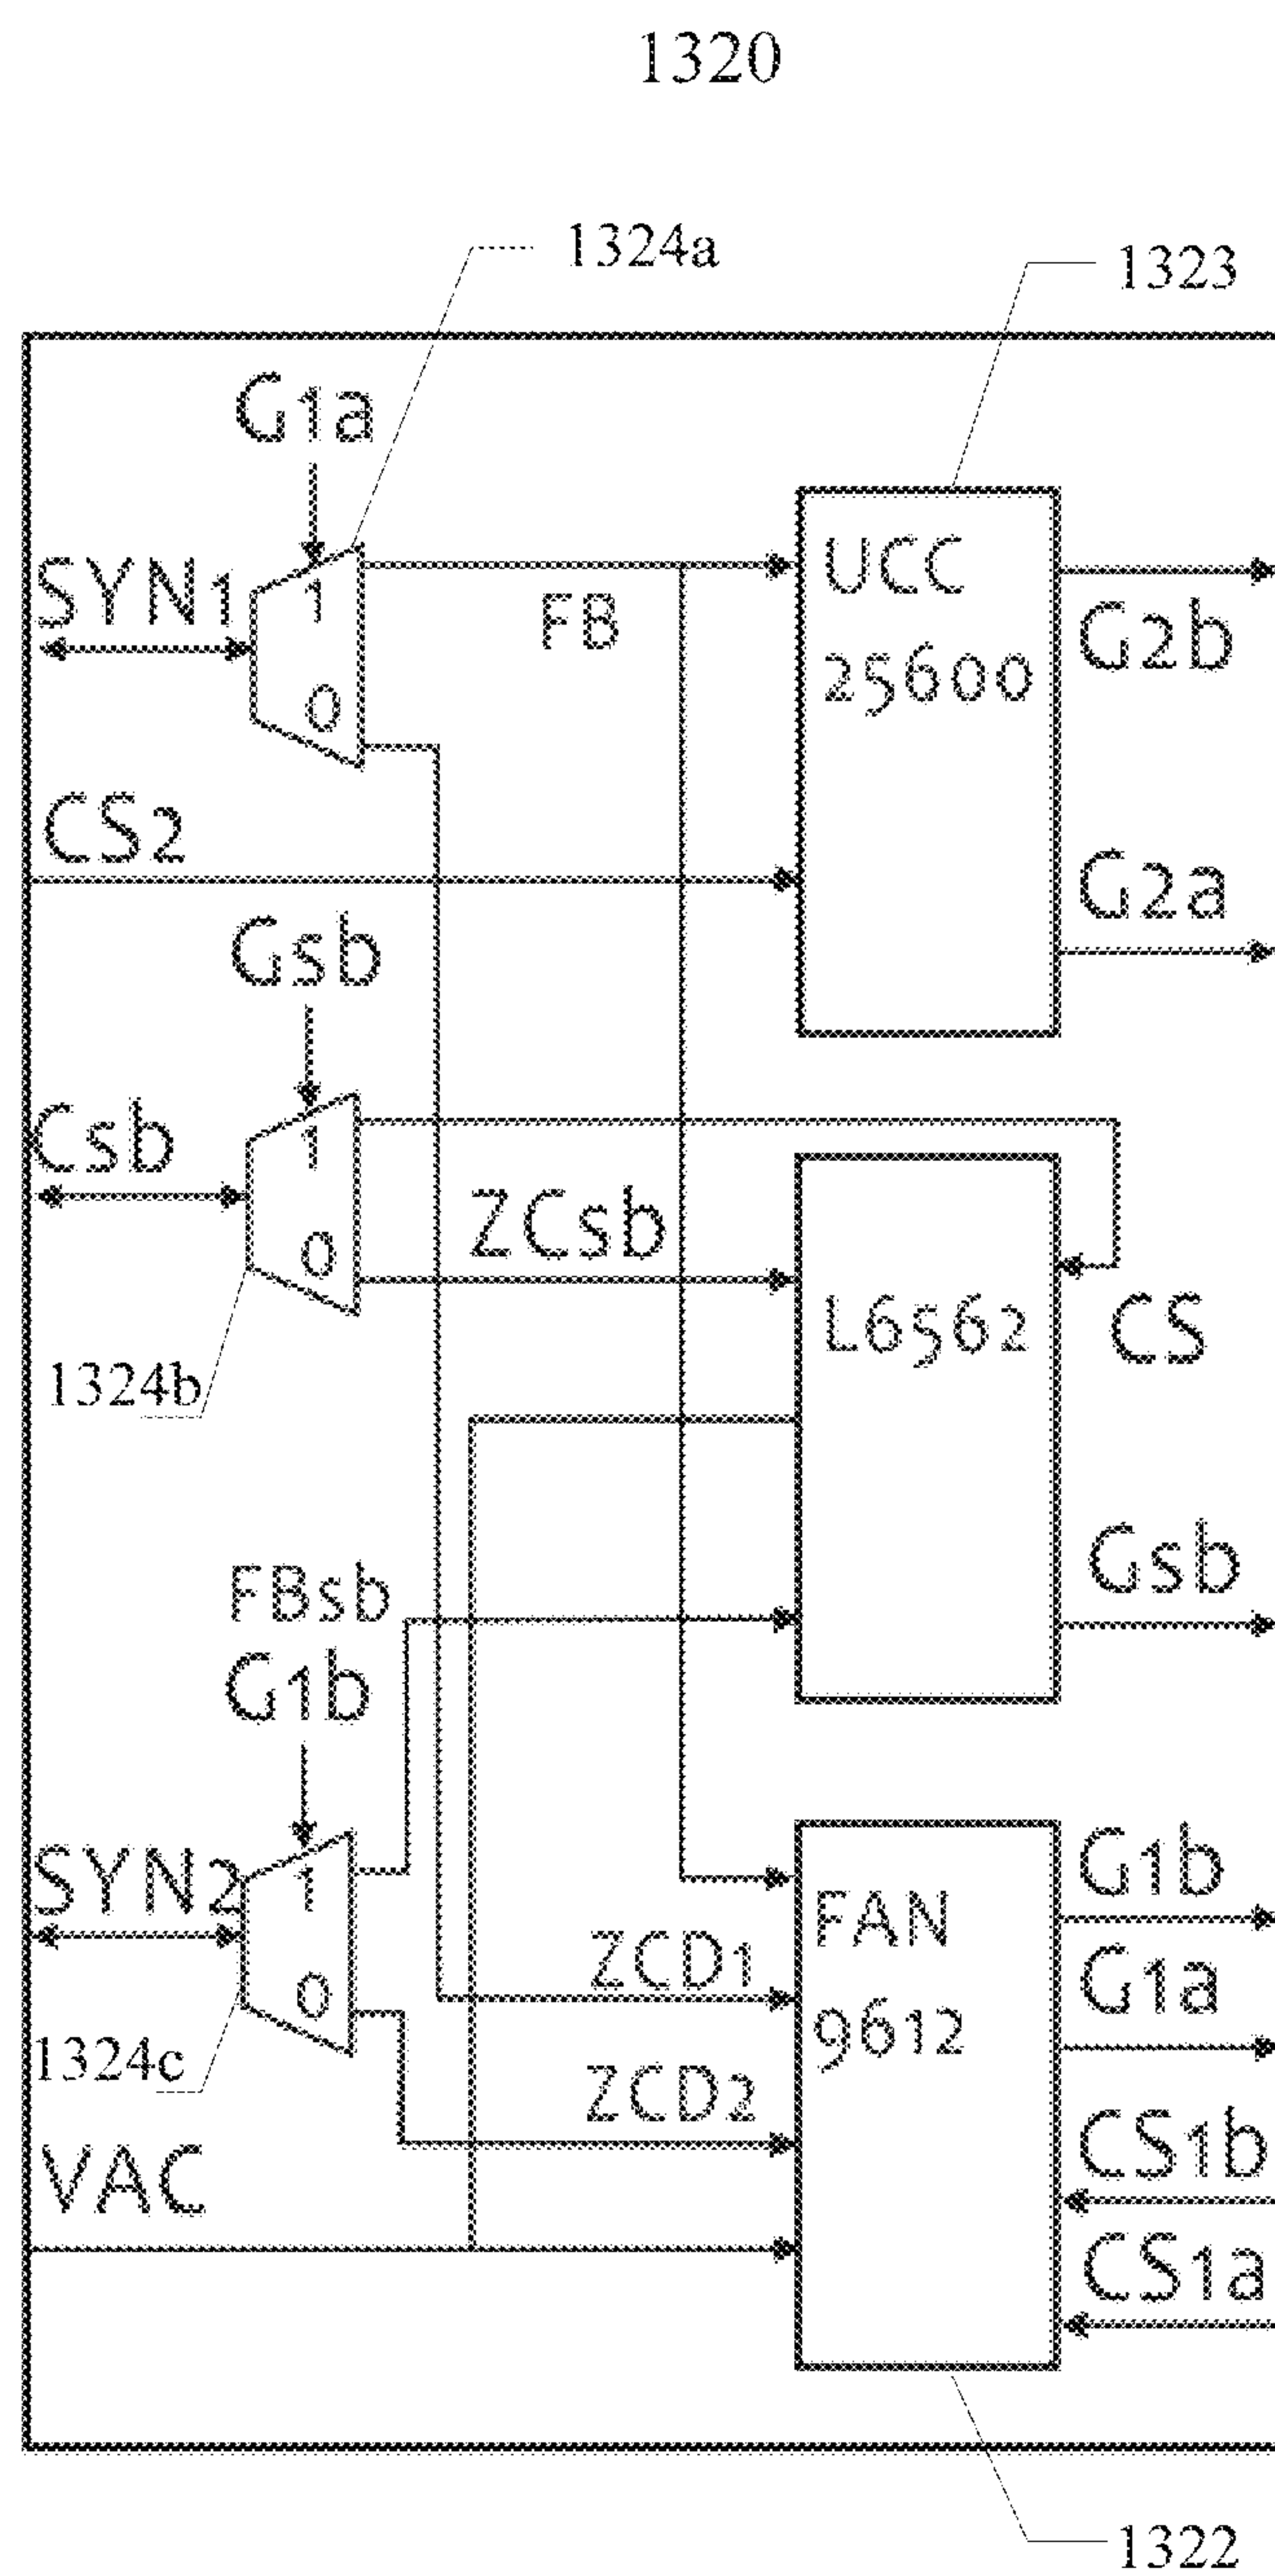 1320
1324a
1323
G1a
SYN1
1
0
FB
UCC
25600
G2b
CS2
G2a
Gsb
Csb
1
0
ZCsb
L6562
CS
1324b
FBsb
Gsb
G1b
SYN2
1
0
ZCD1
FAN
9612
G1b
G1a
1324c
ZCD2
CS1b
VAC
CS1a
1322